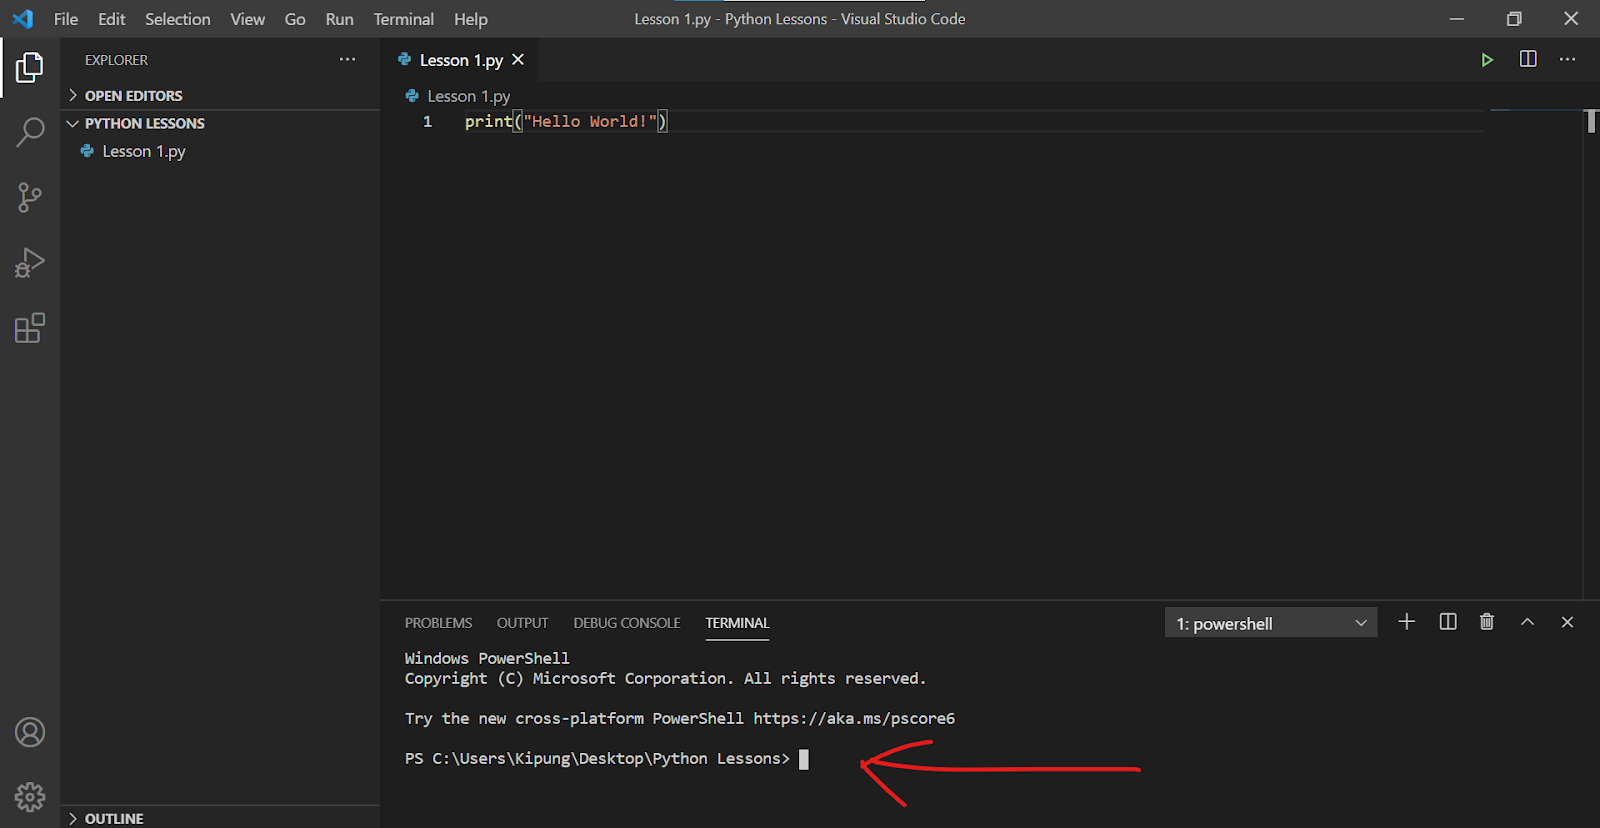 File Edit Selection View Go Run Terminal Help
Lesson 1.py - Python Lessons - Visual Studio Code
EXPLORER
OPEN EDITORS
PYTHON LESSONS
Lesson 1.py
Lesson 1.py
Lesson 1.py
1 print("Hello World!")
PROBLEMS OUTPUT DEBUG CONSOLE TERMINAL
1: powershell
Windows PowerShell
Copyright (C) Microsoft Corporation. All rights reserved.
Try the new cross-platform PowerShell https://aka.ms/pscore6
PS C:\Users\Kipung\Desktop\Python Lessons>
OUTLINE